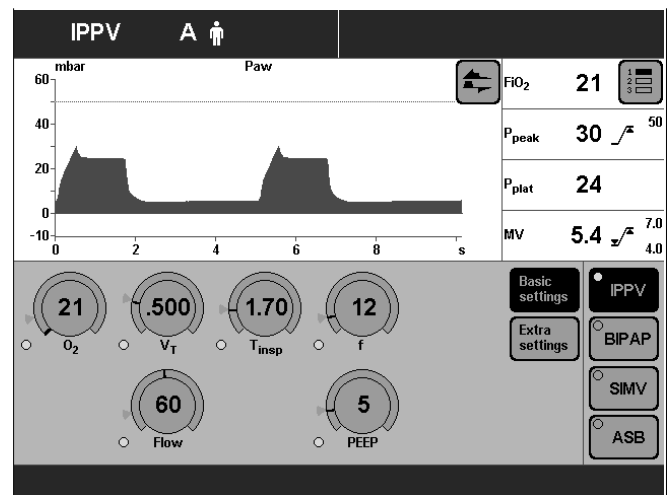 IPPV A
mbar Paw
60
40
20
0
-10
0 2 4 6 8 s
FiO2 21
1
2
3
Ppeak 30 50
Pplat 24
MV 5.4 7.0
4.0
21 .500 1.70 12
O2 VT Tinsp f
60 5
Flow PEEP
Basic
settings
Extra
settings
IPPV
BIPAP
SIMV
ASB